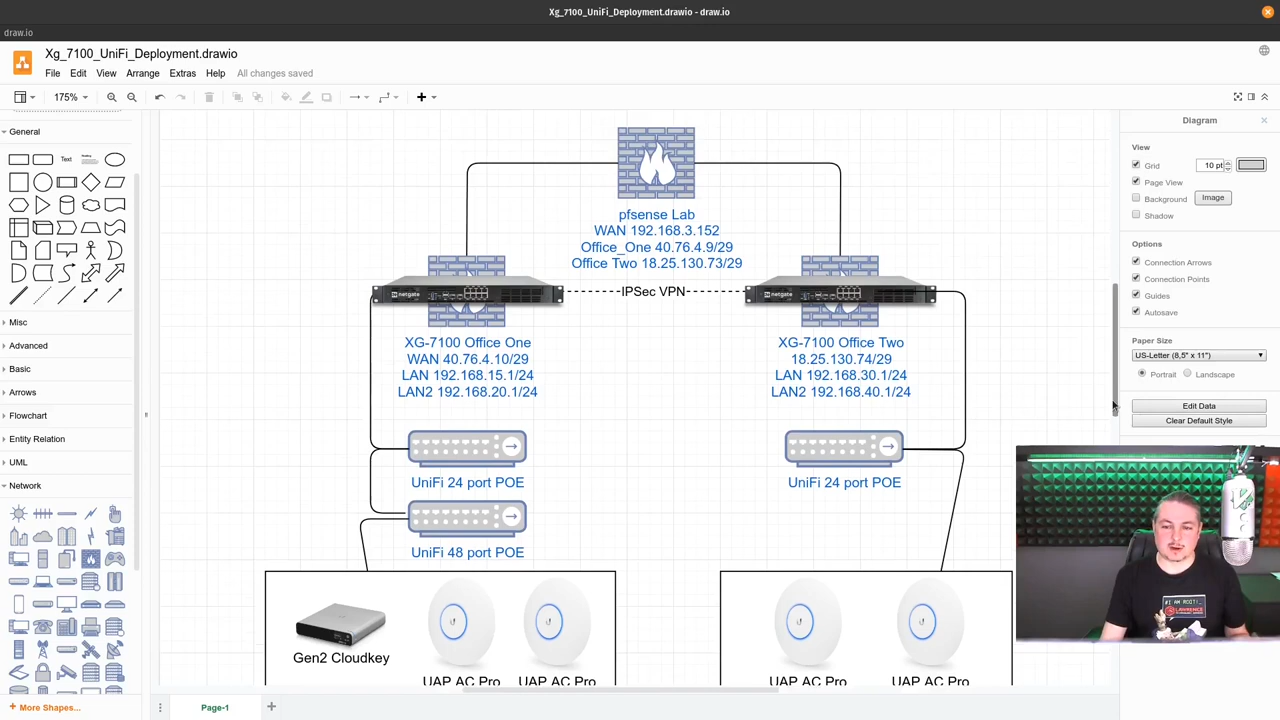 Xg_7100_UniFi_Deployment.drawio - draw.io
draw.io
Xg_7100_UniFi_Deployment.drawio
File Edit View Arrange Extras Help All changes saved
175%
General
Text
Misc
Advanced
Basic
Arrows
Flowchart
Entity Relation
UML
Network
+ More Shapes...
Page-1
pfsense Lab
WAN 192.168.3.152
Office_One 40.76.4.9/29
Office Two 18.25.130.73/29
netgate
IPSec VPN
netgate
XG-7100 Office One
WAN 40.76.4.10/29
LAN 192.168.15.1/24
LAN2 192.168.20.1/24
XG-7100 Office Two
18.25.130.74/29
LAN 192.168.30.1/24
LAN2 192.168.40.1/24
UniFi 24 port POE
UniFi 24 port POE
UniFi 48 port POE
Gen2 Cloudkey
UAP AC Pro
UAP AC Pro
UAP AC Pro
UAP AC Pro
Diagram
View
Grid 10 pt
Page View
Background Image
Shadow
Options
Connection Arrows
Connection Points
Guides
Autosave
Paper Size
US-Letter (8,5" x 11")
Portrait Landscape
Edit Data
Clear Default Style
#I AM ROOT!
LAWRENCE